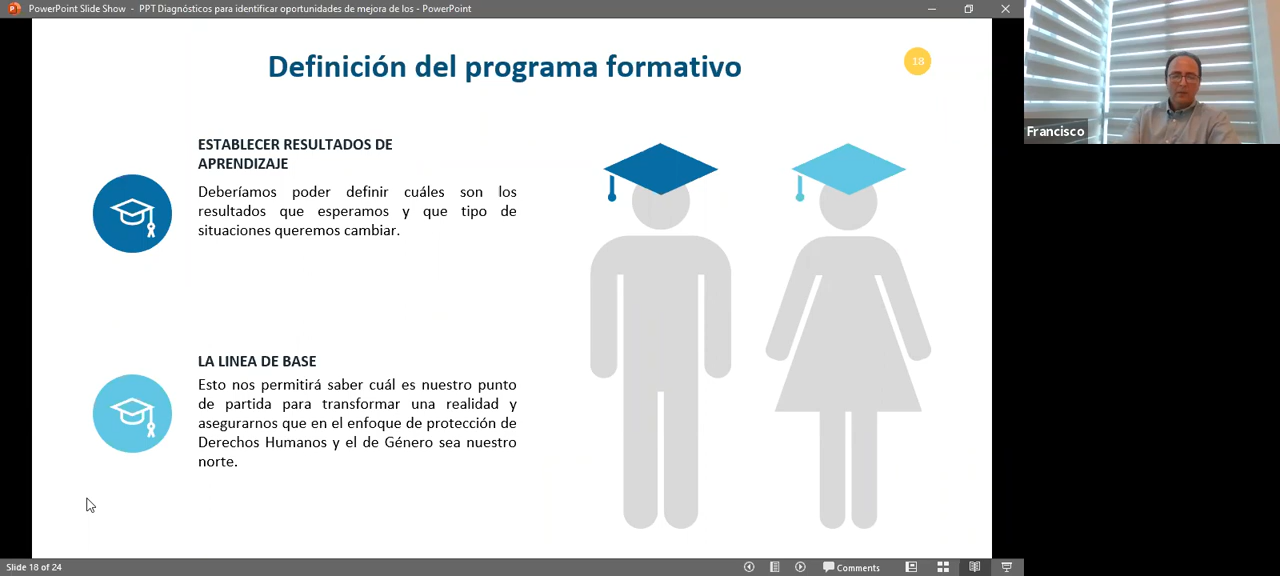 PowerPoint Slide Show - PPT Diagnósticos para identificar oportunidades de mejora de los - PowerPoint
Definición del programa formativo
18
ESTABLECER RESULTADOS DE
APRENDIZAJE
Deberíamos poder definir cuáles son los
resultados que esperamos y que tipo de
situaciones queremos cambiar.
LA LINEA DE BASE
Esto nos permitirá saber cuál es nuestro punto
de partida para transformar una realidad y
asegurarnos que en el enfoque de protección de
Derechos Humanos y el de Género sea nuestro
norte.
Francisco
Slide 18 of 24
Comments